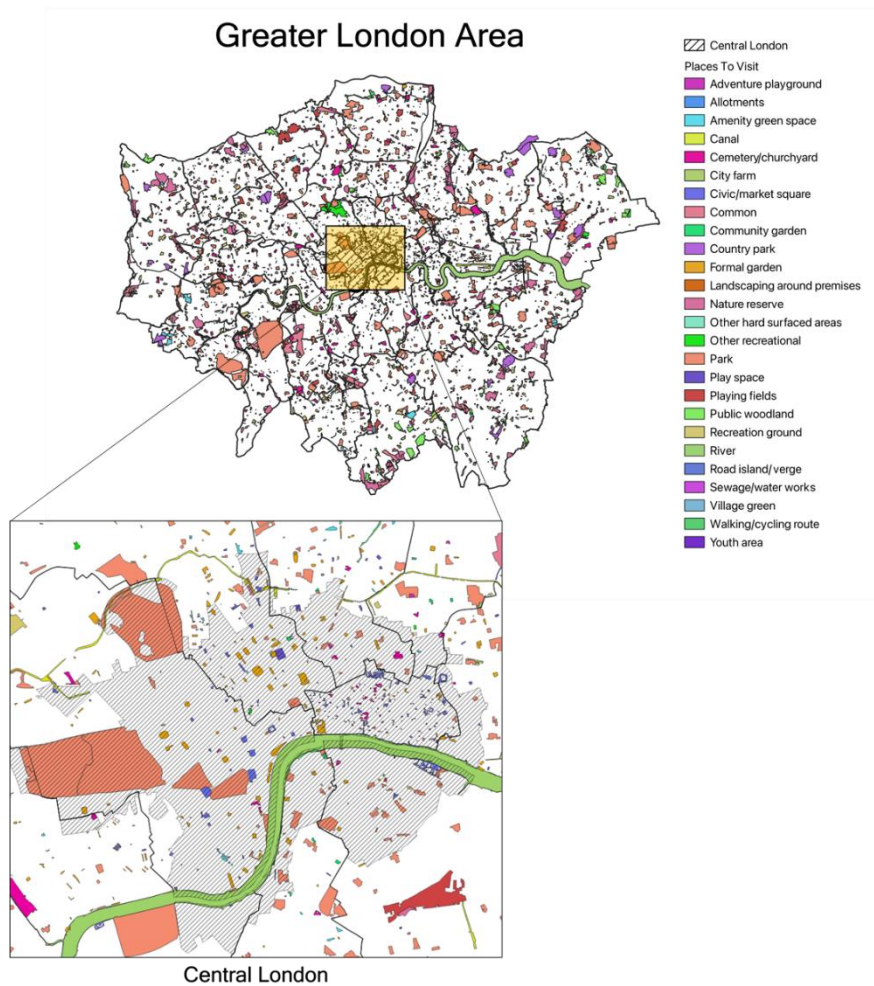 Greater London Area
Central London
Places To Visit
Adventure playground
Allotments
Amenity green space
Canal
Cemetery/churchyard
City farm
Civic/market square
Common
Community garden
Country park
Formal garden
Landscaping around premises
Nature reserve
Other hard surfaced areas
Other recreational
Park
Play space
Playing fields
Public woodland
Recreation ground
River
Road island/ verge
Sewage/water works
Village green
Walking/cycling route
Youth area
Central London